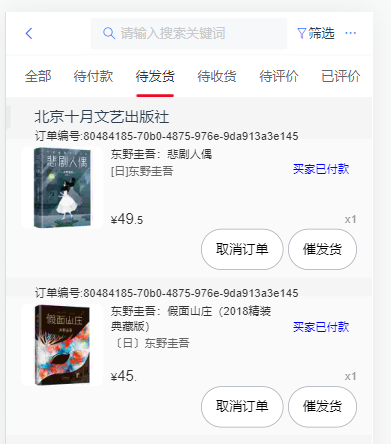 请输入搜索关键词 筛选 ···
全部 待付款 待发货 待收货 待评价 已评价
北京十月文艺出版社
订单编号:80484185-70b0-4875-976e-9da913a3e145
悲剧人偶
东野圭吾：悲剧人偶
[日]东野圭吾
买家已付款
¥49.5
x1
取消订单 催发货
订单编号:80484185-70b0-4875-976e-9da913a3e145
假面山庄
东野圭吾：假面山庄（2018精装
典藏版）
〔日〕东野圭吾
买家已付款
¥45.
x1
取消订单 催发货